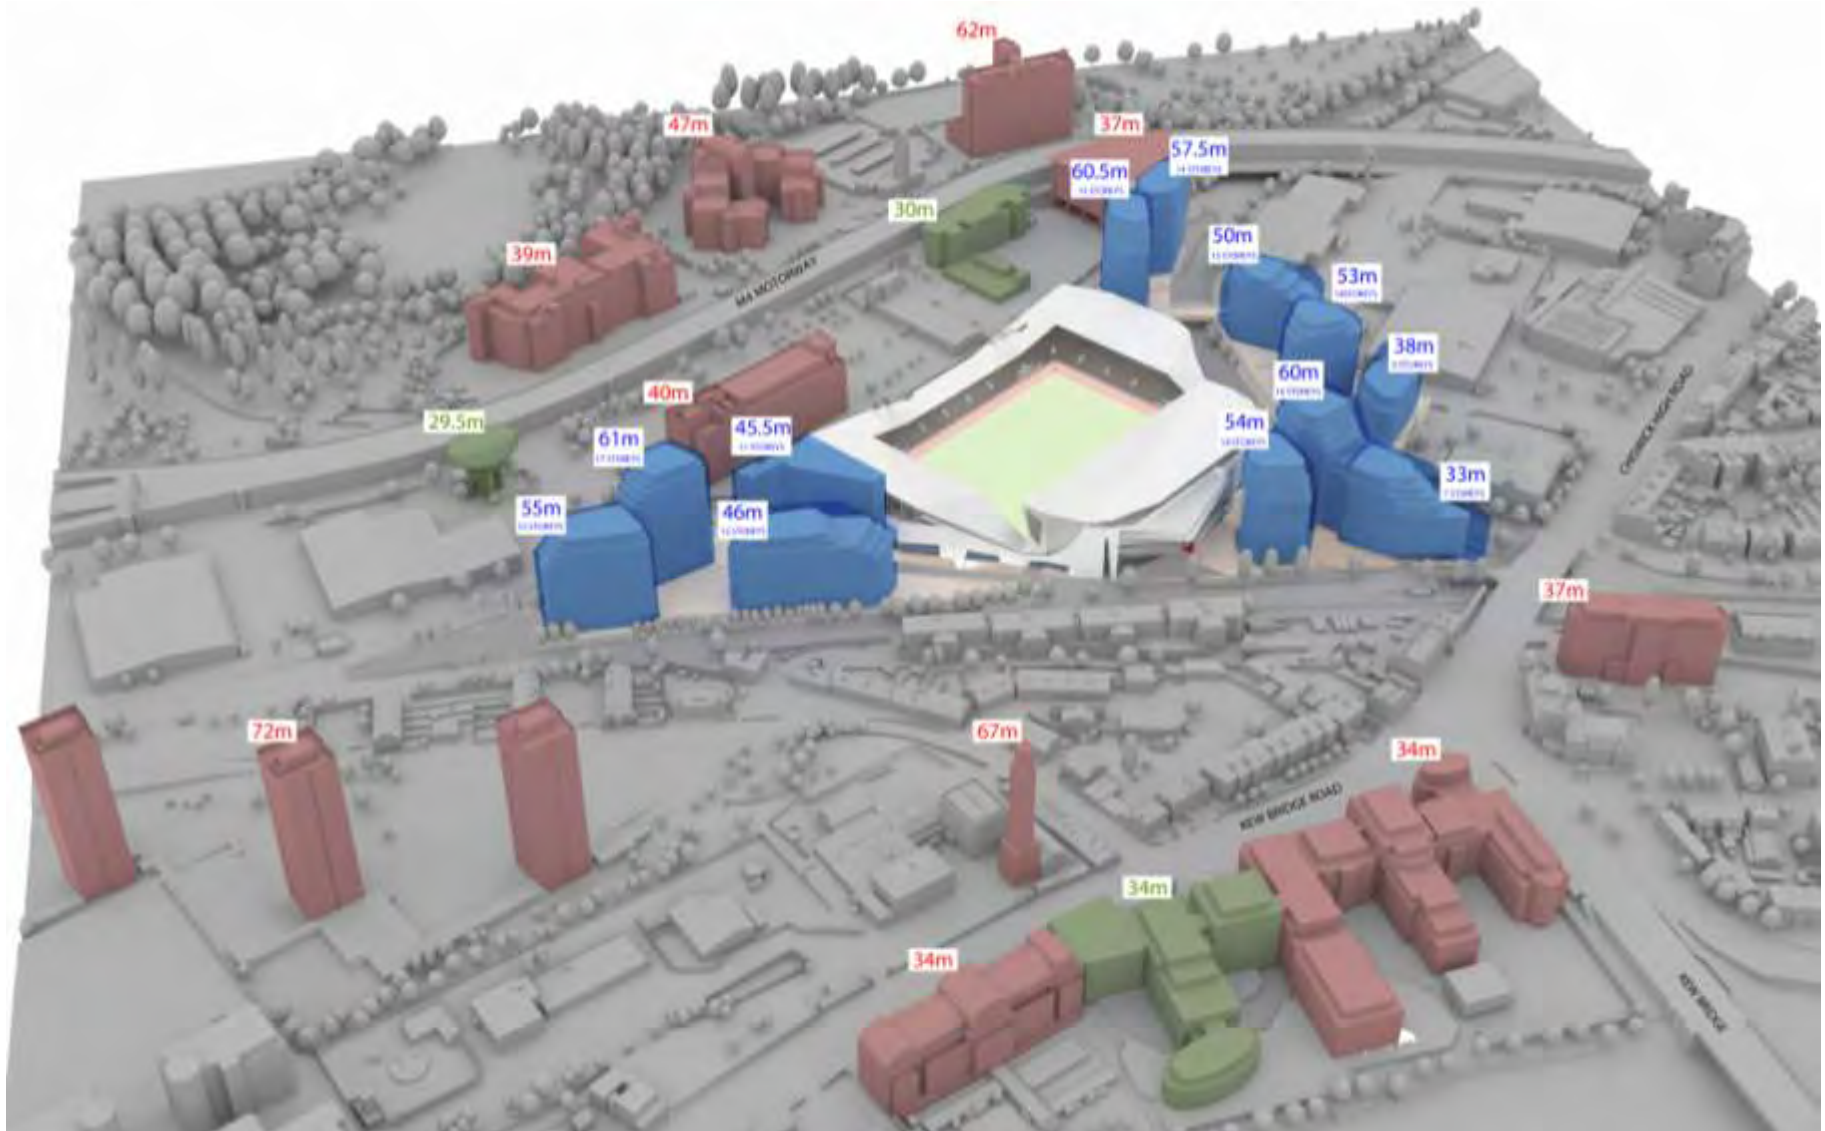 62m
47m
37m
57.5m
60.5m
30m
50m
39m
53m
M4 MOTORWAY
38m
60m
40m
29.5m
61m
45.5m
54m
CHISWICK HIGH ROAD
33m
55m
46m
37m
72m
67m
34m
KEW BRIDGE ROAD
34m
34m
KEW BRIDGE